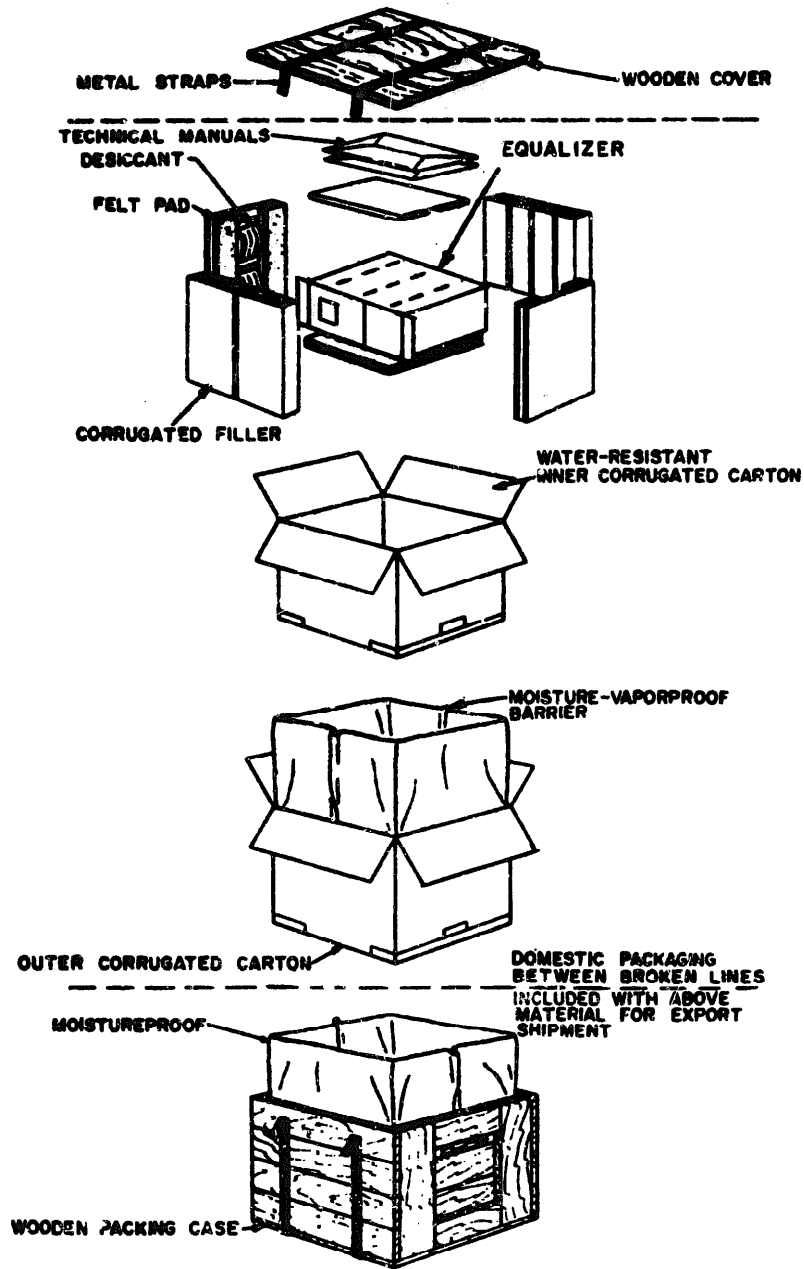 METAL STRAPS
WOODEN COVER
TECHNICAL MANUALS
DESICCANT
EQUALIZER
FELT PAD
CORRUGATED FILLER
WATER-RESISTANT
INNER CORRUGATED CARTON
MOISTURE-VAPORPROOF
BARRIER
OUTER CORRUGATED CARTON
DOMESTIC PACKAGING
BETWEEN BROKEN LINES
INCLUDED WITH ABOVE
MATERIAL FOR EXPORT
SHIPMENT
MOISTUREPROOF
WOODEN PACKING CASE